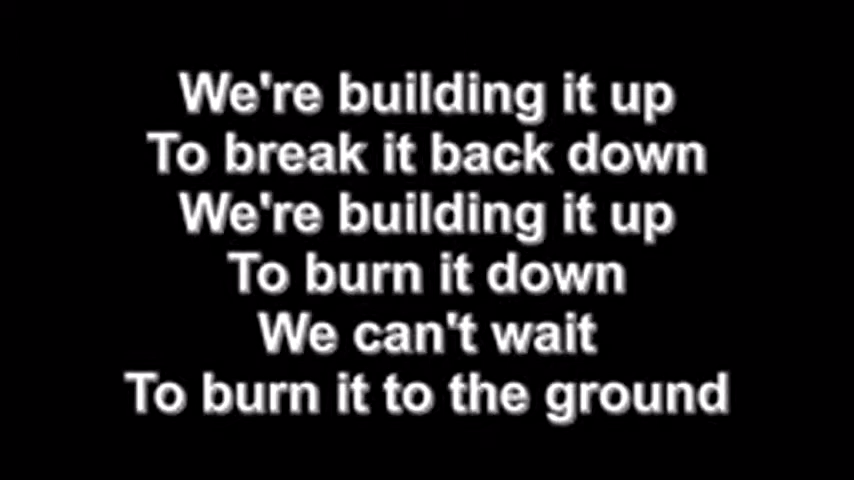 We're building it up
To break it back down
We're building it up
To burn it down
We can't wait
To burn it to the ground